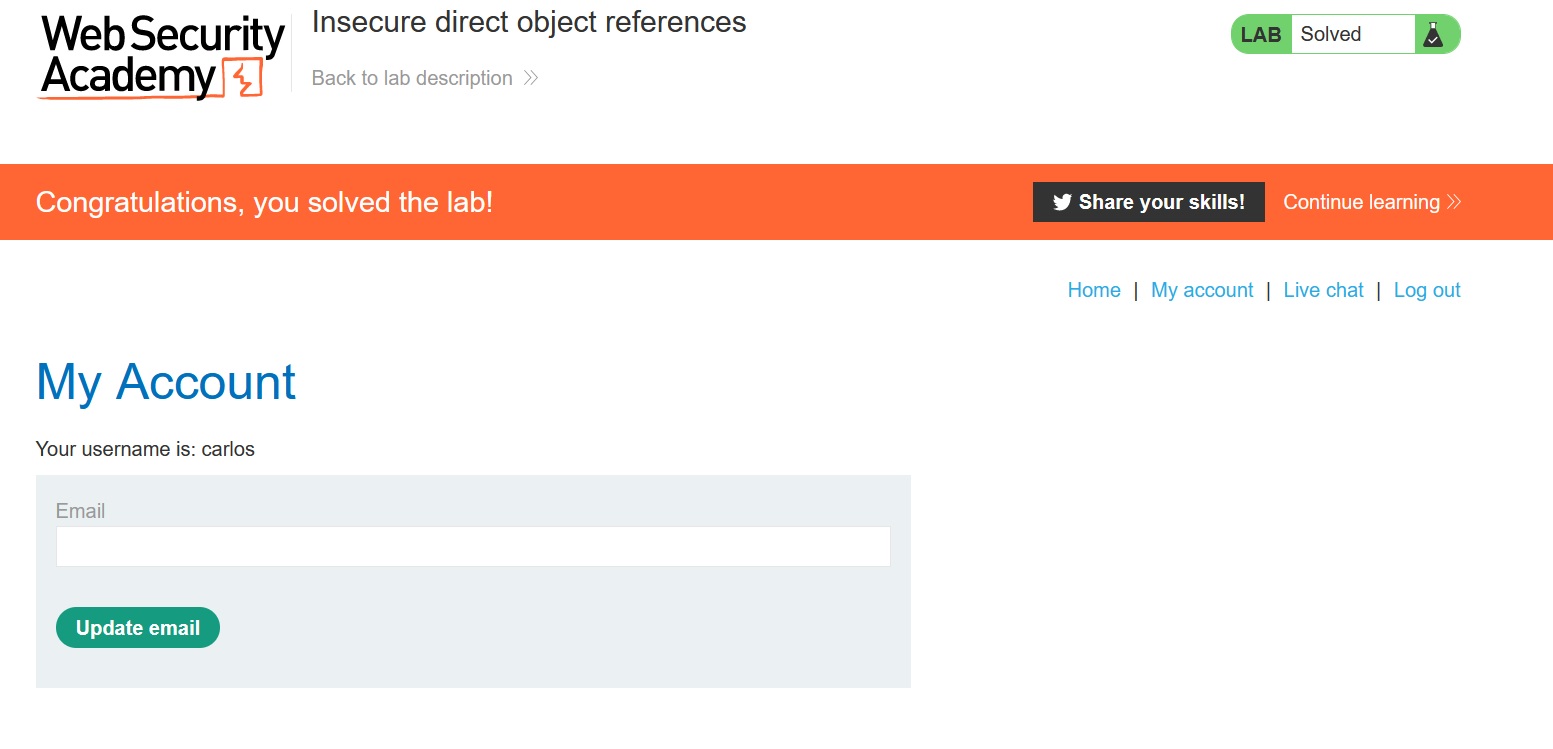 Web Security
Academy
Insecure direct object references
Back to lab description
LAB Solved
Congratulations, you solved the lab!
Share your skills!
Continue learning
Home | My account | Live chat | Log out
My Account
Your username is: carlos
Email
Update email